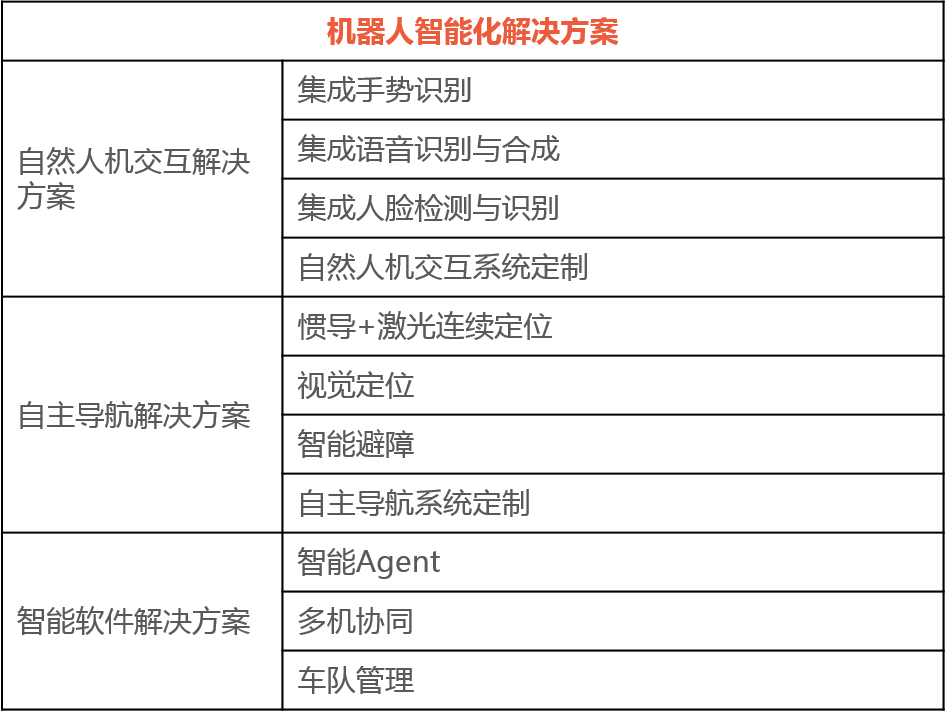 机器人智能化解决方案
自然人机交互解决
方案
集成手势识别
集成语音识别与合成
集成人脸检测与识别
自然人机交互系统定制
自主导航解决方案
惯导+激光连续定位
视觉定位
智能避障
自主导航系统定制
智能软件解决方案
智能Agent
多机协同
车队管理